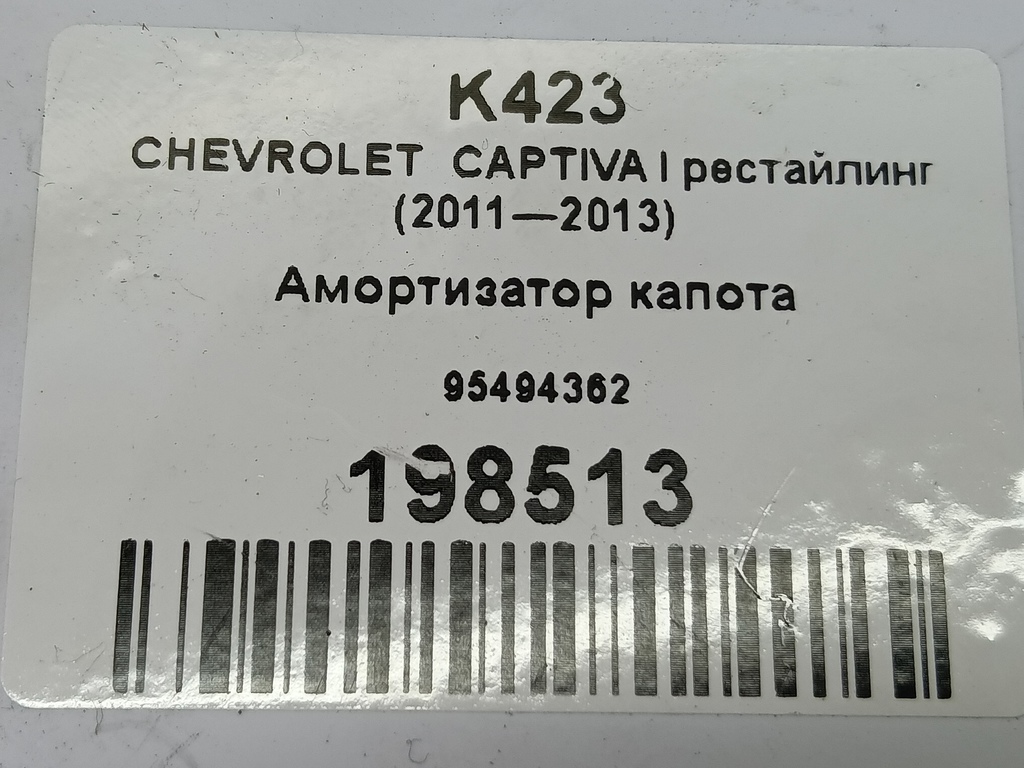 K423
CHEVROLET CAPTIVA I рестайлинг
(2011—2013)
Амортизатор капота
95494362
198513